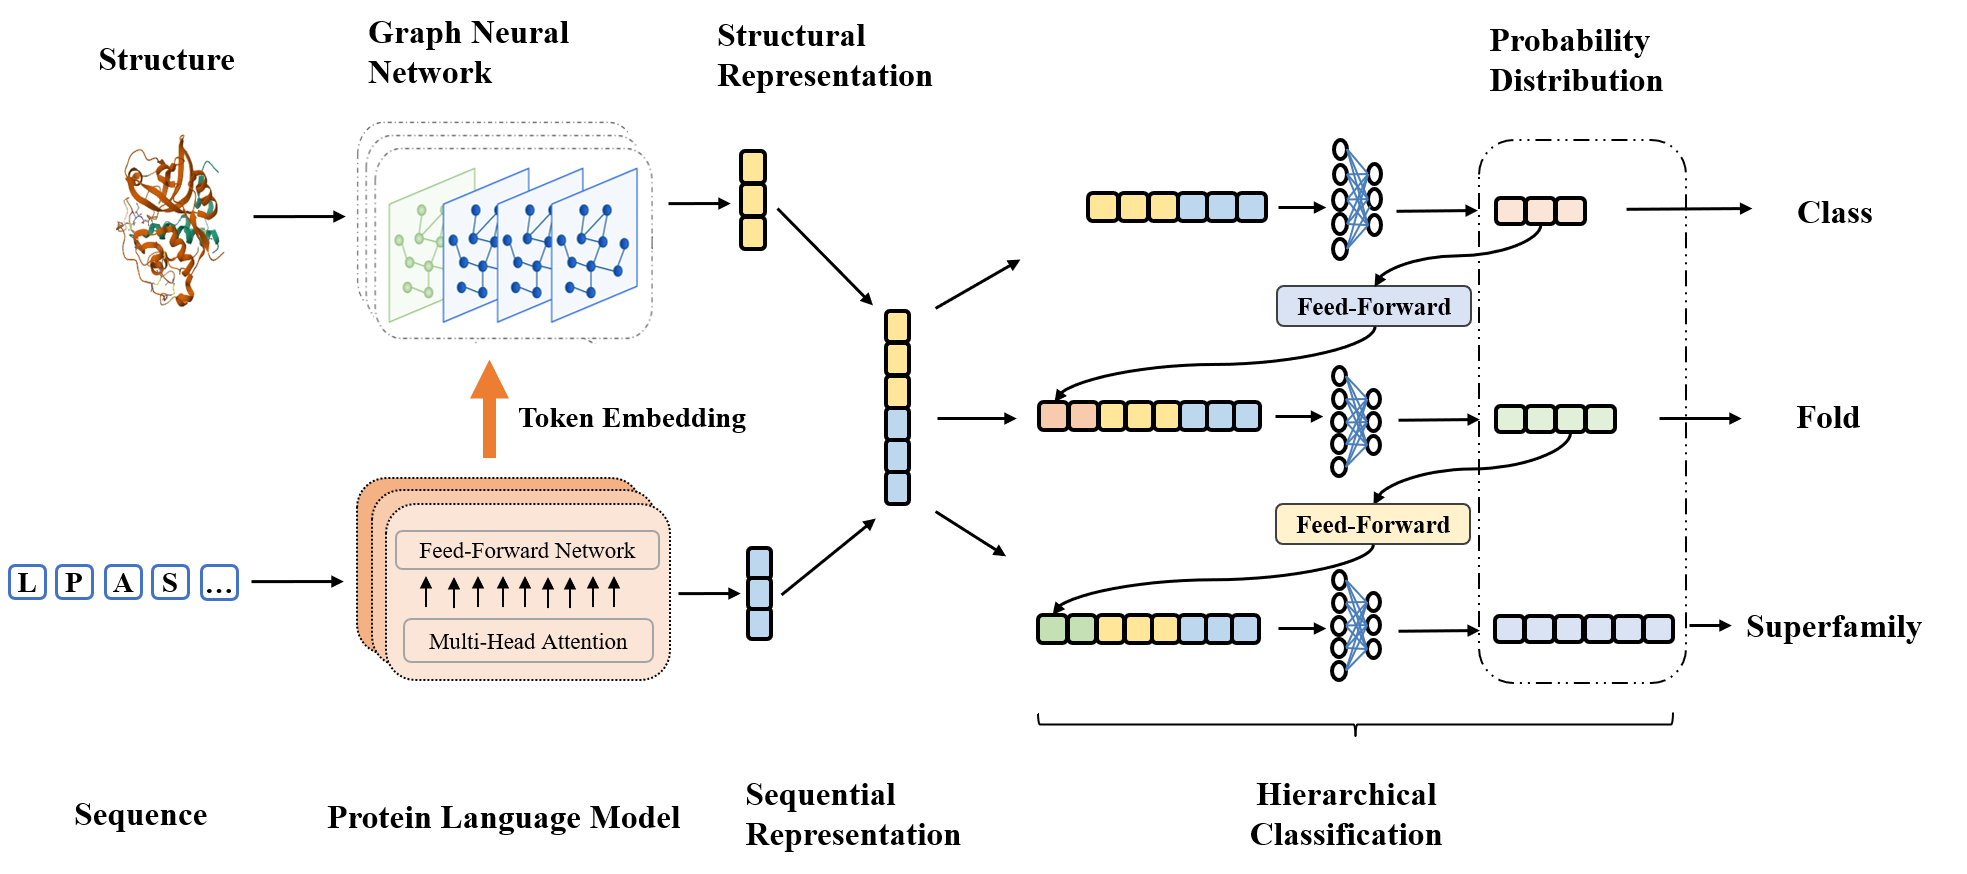 Structure
Graph Neural
Network
Structural
Representation
Probability
Distribution
Class
Feed-Forward
Token Embedding
Fold
Feed-Forward
Feed-Forward Network
L P A S ...
Multi-Head Attention
Superfamily
Sequence
Protein Language Model
Sequential
Representation
Hierarchical
Classification